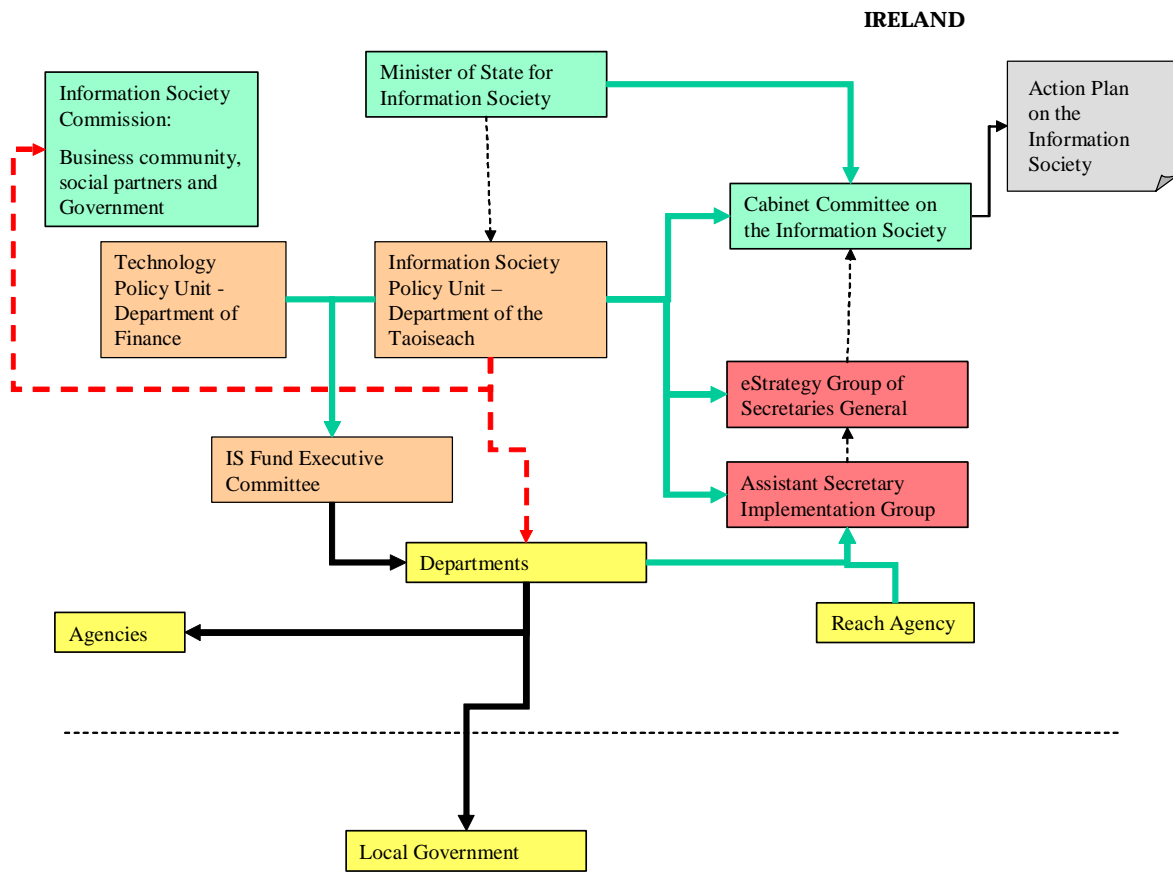 IRELAND
Information Society
Commission:
Business community,
social partners and
Government
Minister of State for
Information Society
Action Plan
on the
Information
Society
Cabinet Committee on
the Information Society
Technology
Policy Unit -
Department of
Finance
Information Society
Policy Unit –
Department of the
Taoiseach
eStrategy Group of
Secretaries General
IS Fund Executive
Committee
Assistant Secretary
Implementation Group
Departments
Agencies
Reach Agency
Local Government